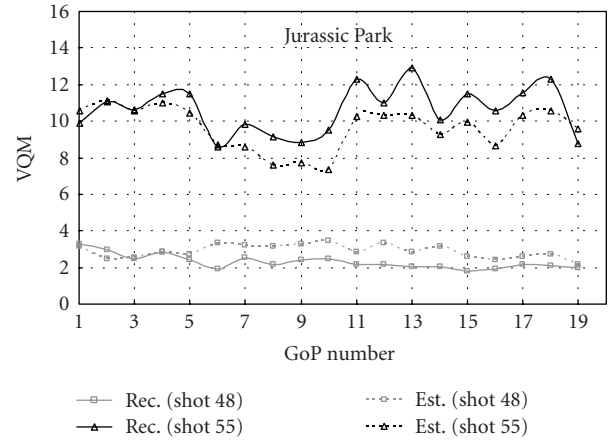 Jurassic Park
VQM
16
14
12
10
8
6
4
2
0
1 3 5 7 9 11 13 15 17 19
GoP number
Rec. (shot 48) Est. (shot 48)
Rec. (shot 55) Est. (shot 55)